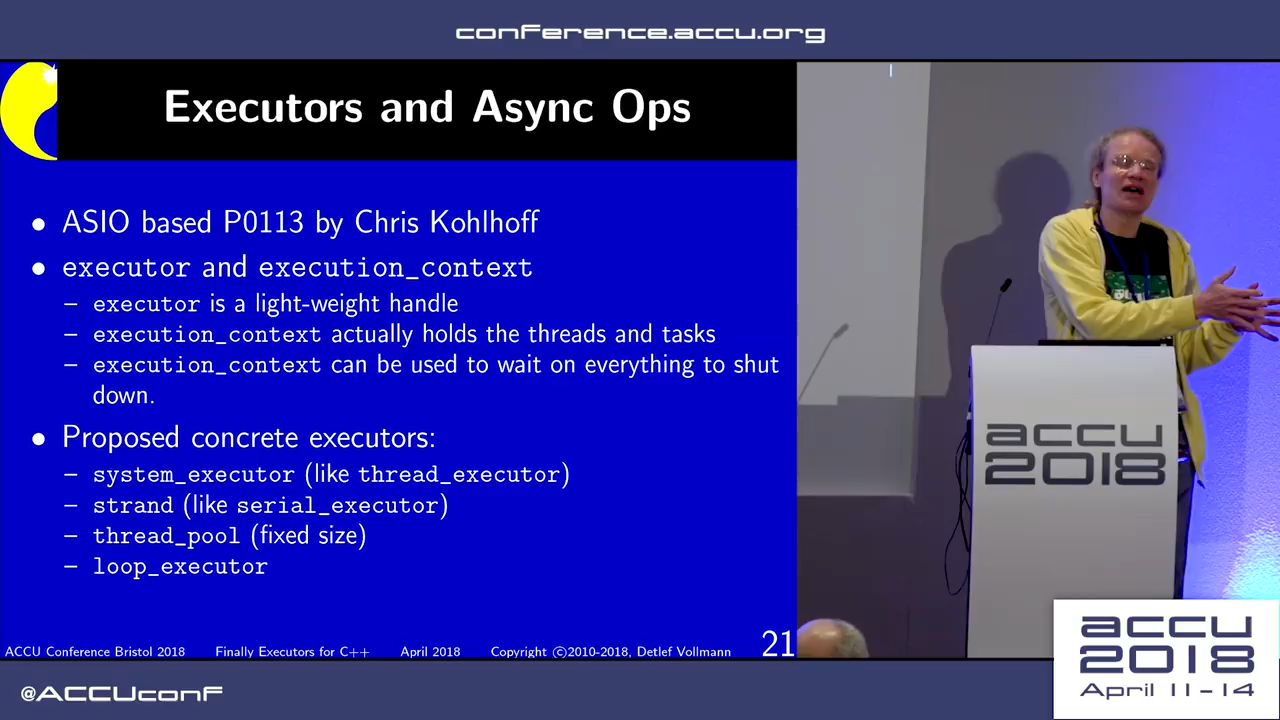 conference.accu.org
Executors and Async Ops
• ASIO based P0113 by Chris Kohlhoff
• executor and execution_context
– executor is a light-weight handle
– execution_context actually holds the threads and tasks
– execution_context can be used to wait on everything to shut
down.
• Proposed concrete executors:
– system_executor (like thread_executor)
– strand (like serial_executor)
– thread_pool (fixed size)
– loop_executor
ACCU Conference Bristol 2018 Finally Executors for C++ April 2018 Copyright ©2010-2018, Detlef Vollmann 21
accu
2018
accu
2018
April 11-14
@ACCUconf